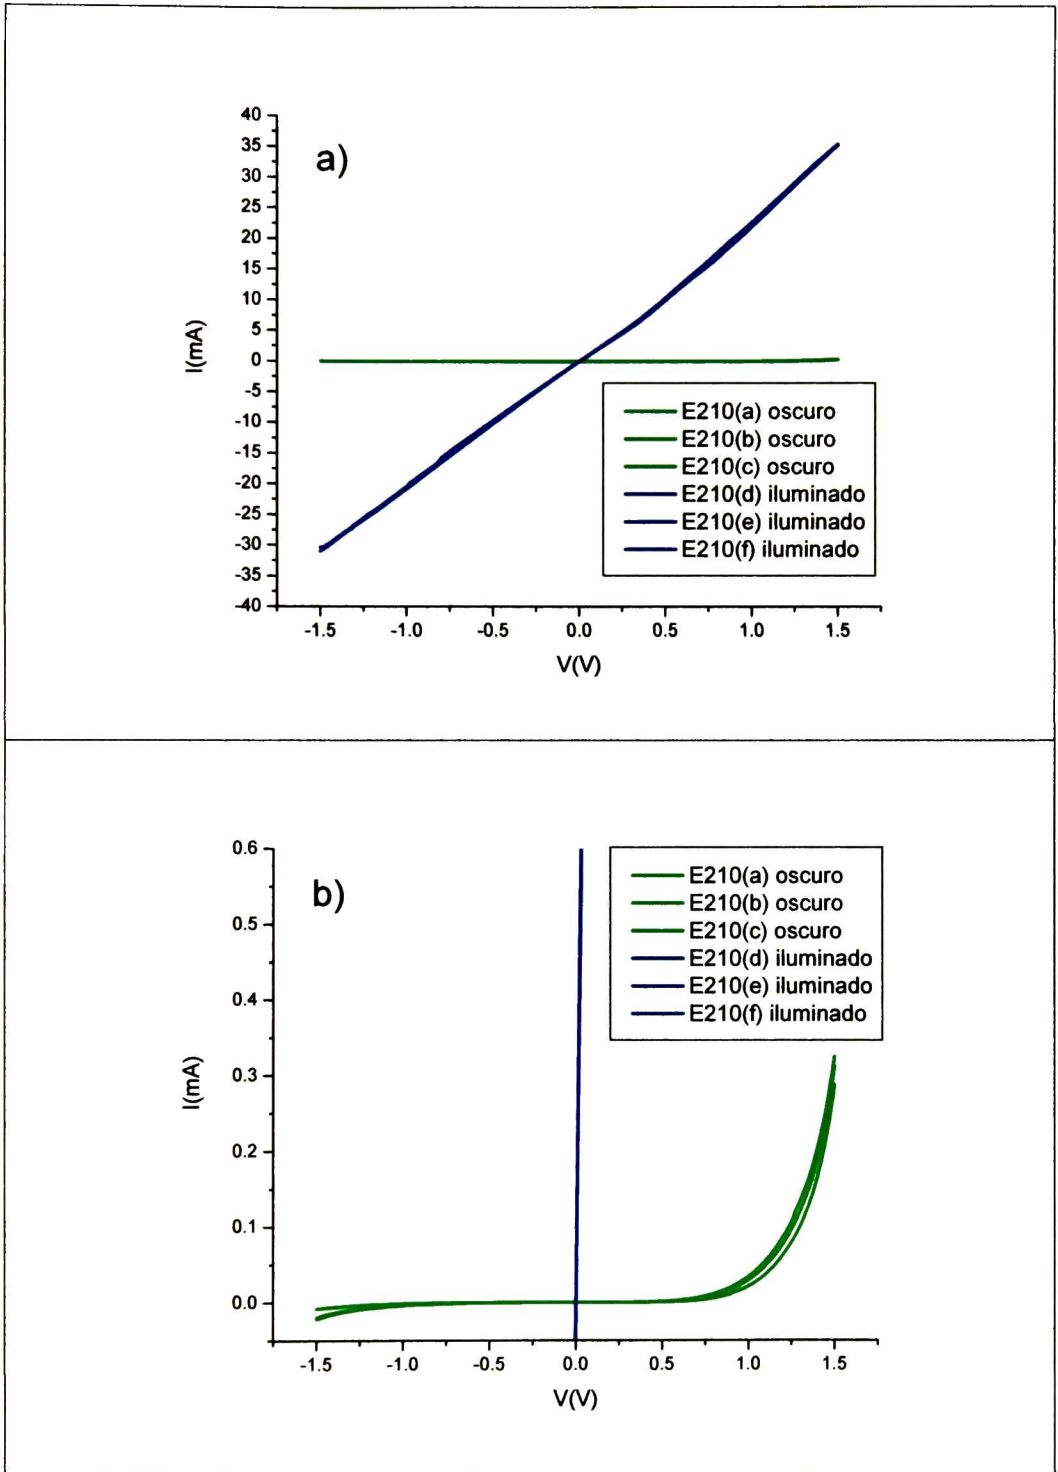 a)
40
35
30
25
20
15
10
5
0
-5
-10
-15
-20
-25
-30
-35
-40
I(mA)
-1.5 -1.0 -0.5 0.0 0.5 1.0 1.5
V(V)
E210(a) oscuro
E210(b) oscuro
E210(c) oscuro
E210(d) iluminado
E210(e) iluminado
E210(f) iluminado
b)
0.6
0.5
0.4
0.3
0.2
0.1
0.0
I(mA)
-1.5 -1.0 -0.5 0.0 0.5 1.0 1.5
V(V)
E210(a) oscuro
E210(b) oscuro
E210(c) oscuro
E210(d) iluminado
E210(e) iluminado
E210(f) iluminado